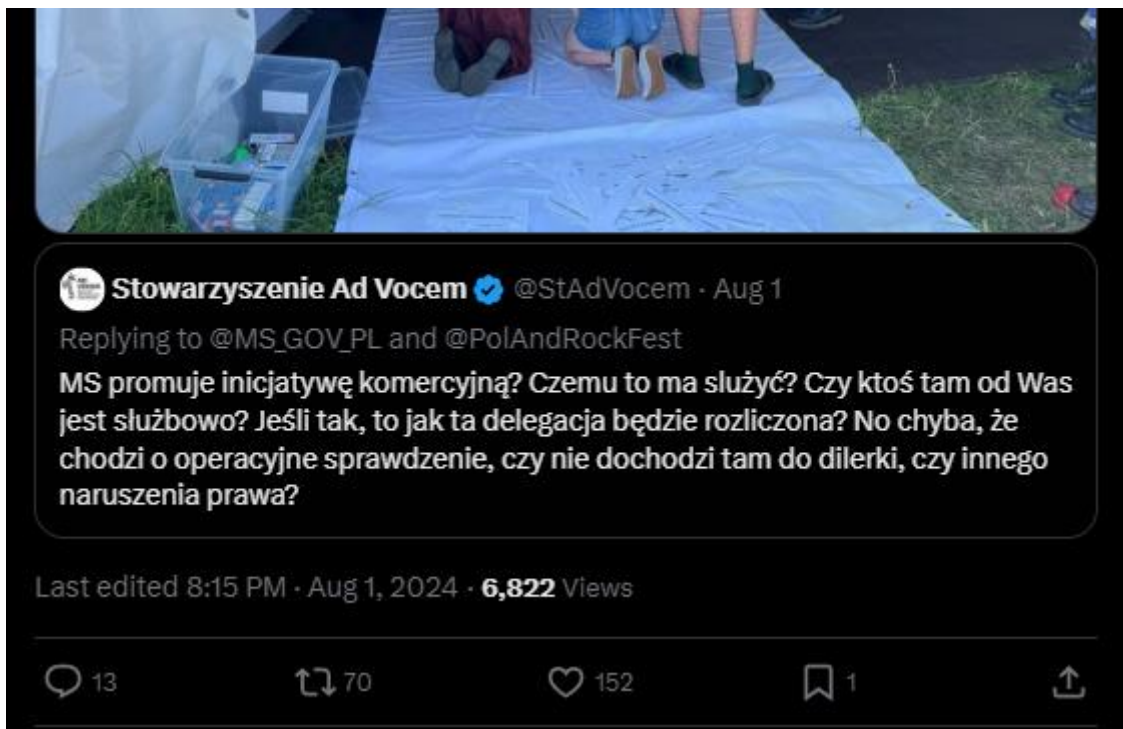 Stowarzyszenie Ad Vocem @StAdVocem · Aug 1
Replying to @MS_GOV_PL and @PolAndRockFest
MS promuje inicjatywę komercyjną? Czemu to ma slużyć? Czy ktoś tam od Was
jest służbowo? Jeśli tak, to jak ta delegacja będzie rozliczona? No chyba, że
chodzi o operacyjne sprawdzenie, czy nie dochodzi tam do dilerki, czy innego
naruszenia prawa?
Last edited 8:15 PM · Aug 1, 2024 · 6,822 Views
13 70 152 1